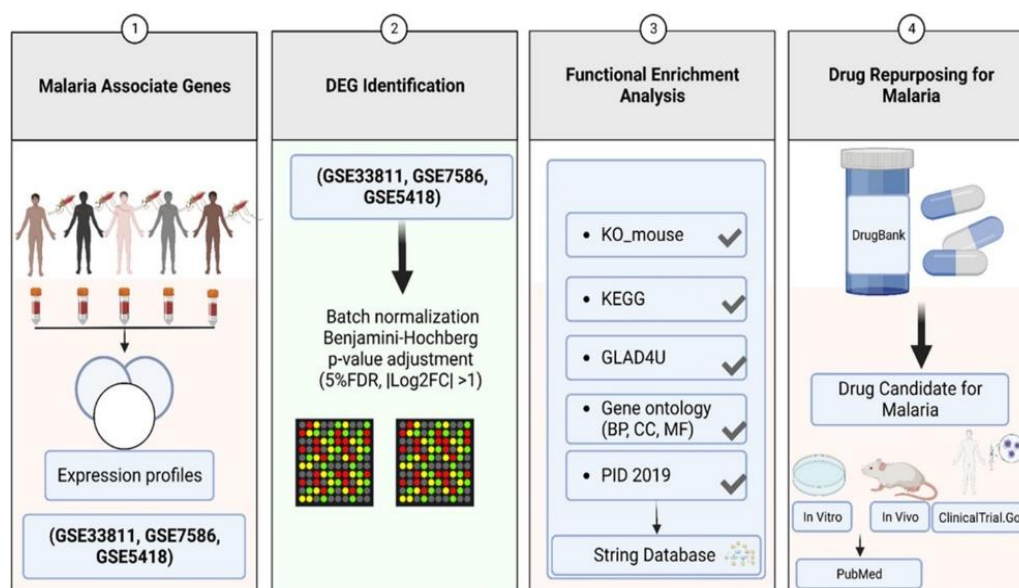 1
Malaria Associate Genes
Expression profiles
(GSE33811, GSE7586,
GSE5418)
2
DEG Identification
(GSE33811, GSE7586,
GSE5418)
Batch normalization
Benjamini-Hochberg
p-value adjustment
(5%FDR, |Log2FC| >1)
3
Functional Enrichment
Analysis
• KO_mouse
• KEGG
• GLAD4U
• Gene ontology
(BP, CC, MF)
• PID 2019
String Database
4
Drug Repurposing for
Malaria
DrugBank
Drug Candidate for
Malaria
In Vitro
In Vivo
ClinicalTrial.Go
PubMed